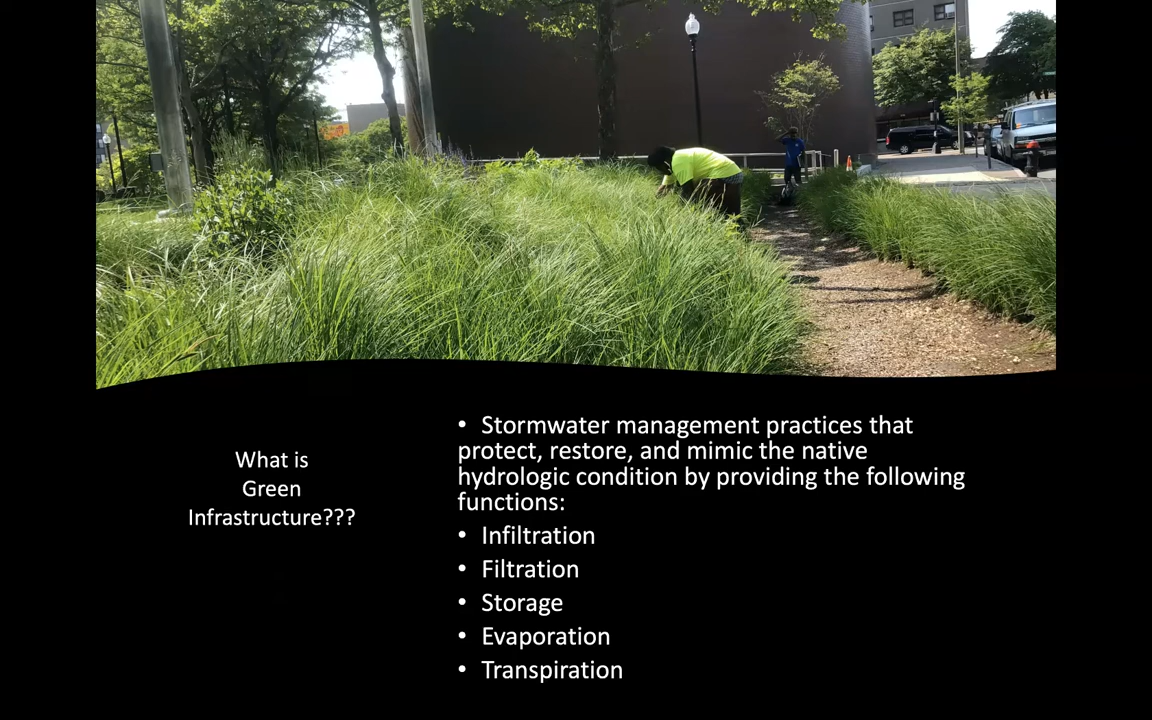 What is
Green
Infrastructure???
• Stormwater management practices that
protect, restore, and mimic the native
hydrologic condition by providing the following
functions:
• Infiltration
• Filtration
• Storage
• Evaporation
• Transpiration